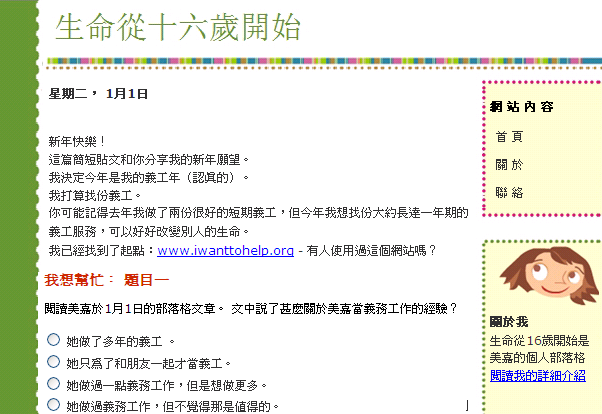 生命從十六歲開始
星期二， 1月1日
新年快樂！
這篇簡短貼文和你分享我的新年願望。
我決定今年是我的義工年（認真的）。
我打算找份義工。
你可能記得去年我做了兩份很好的短期義工，但今年我想找份大約長達一年期的
義工服務，可以好好改變別人的生命。
我已經找到了起點：www.iwanttohelp.org - 有人使用過這個網站嗎？
我想幫忙： 題目一
閱讀美嘉於1月1日的部落格文章。 文中說了甚麼關於美嘉當義務工作的經驗？
她做了多年的義工 。
她只爲了和朋友一起才當義工。
她做過一點義務工作，但是想做更多。
她做過義務工作，但不覺得那是值得的。
網 站 內 容
首 頁
關 於
聯 絡
關於我
生命從16歲開始是
美嘉的個人部落格
閱讀我的詳細介紹